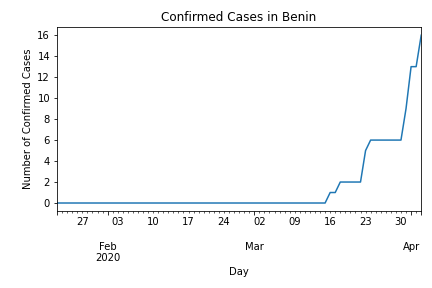 Confirmed Cases in Benin
Number of Confirmed Cases
16
14
12
10
8
6
4
2
0
27 03 10 17 24 02 09 16 23 30
Feb Mar Apr
2020
Day